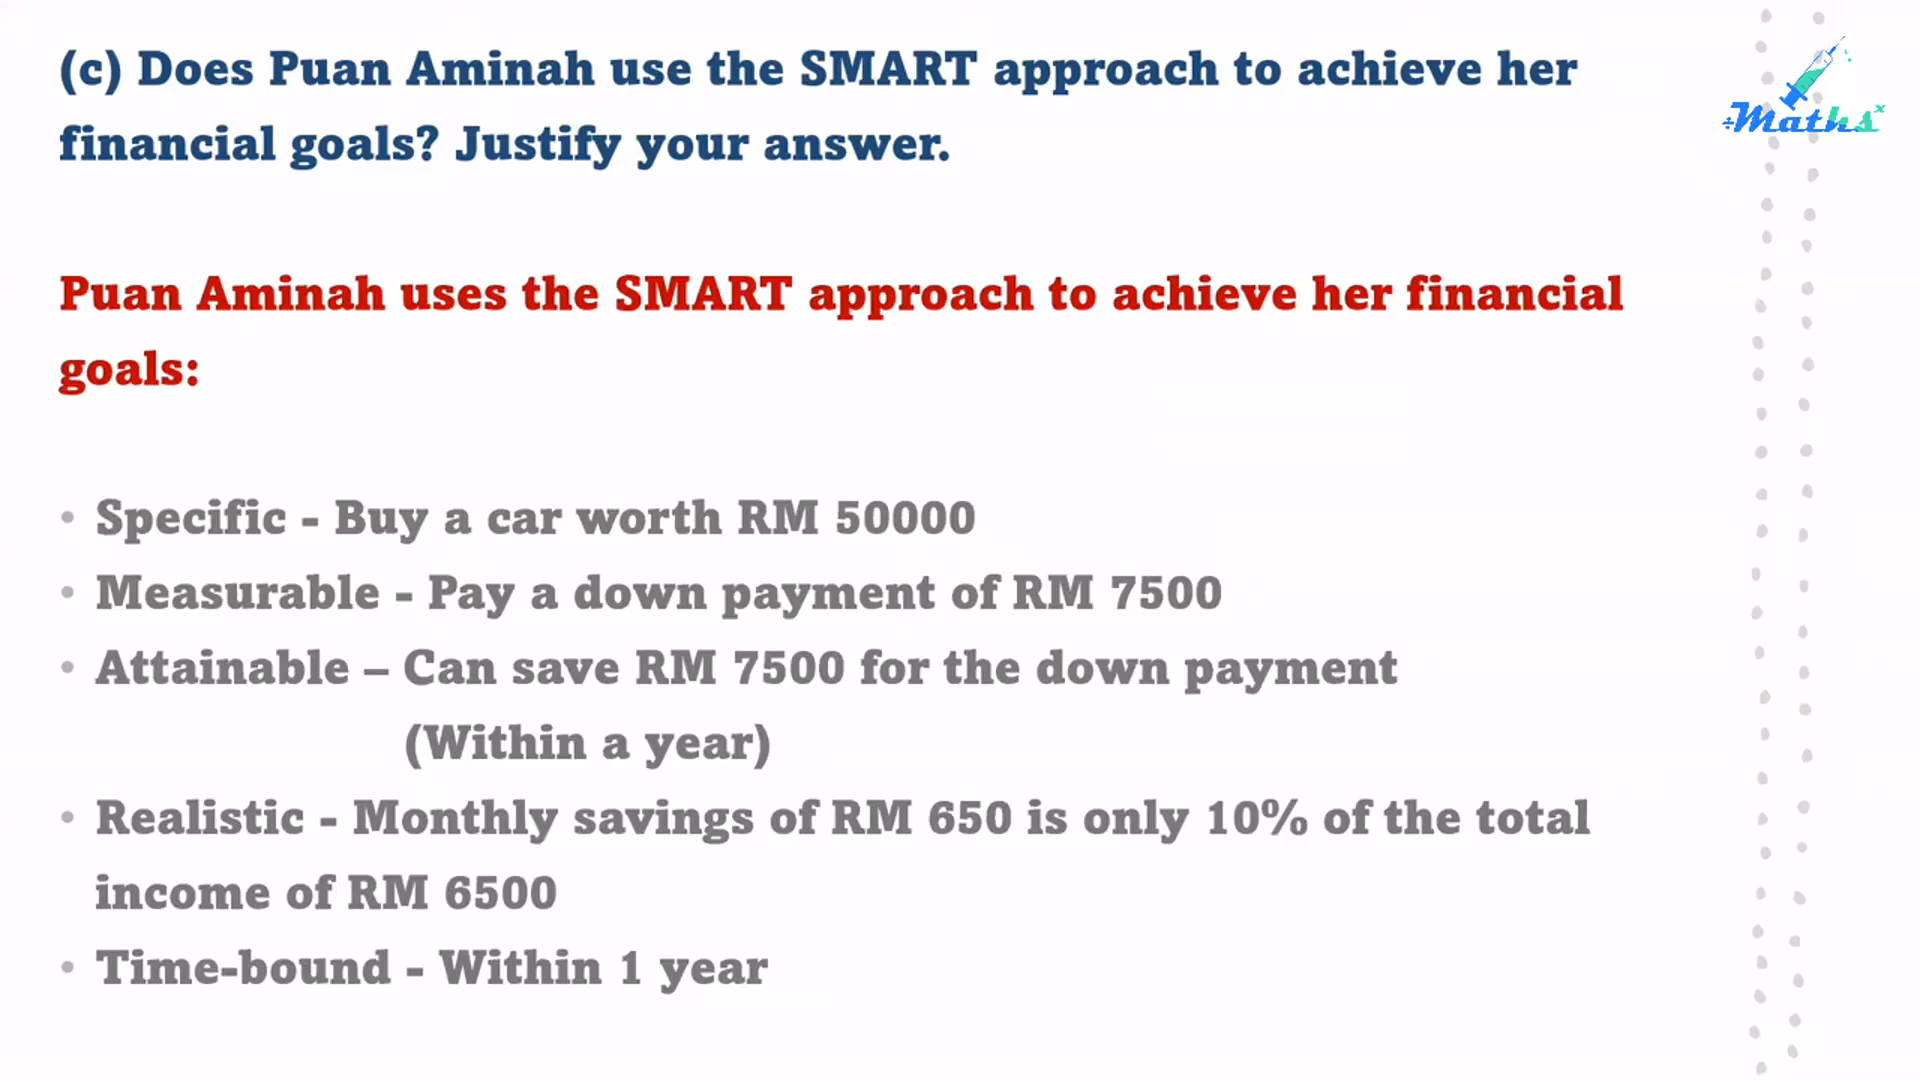 (c) Does Puan Aminah use the SMART approach to achieve her
financial goals? Justify your answer.
÷Maths×
Puan Aminah uses the SMART approach to achieve her financial
goals:
• Specific - Buy a car worth RM 50000
• Measurable - Pay a down payment of RM 7500
• Attainable – Can save RM 7500 for the down payment
(Within a year)
• Realistic - Monthly savings of RM 650 is only 10% of the total
income of RM 6500
• Time-bound - Within 1 year